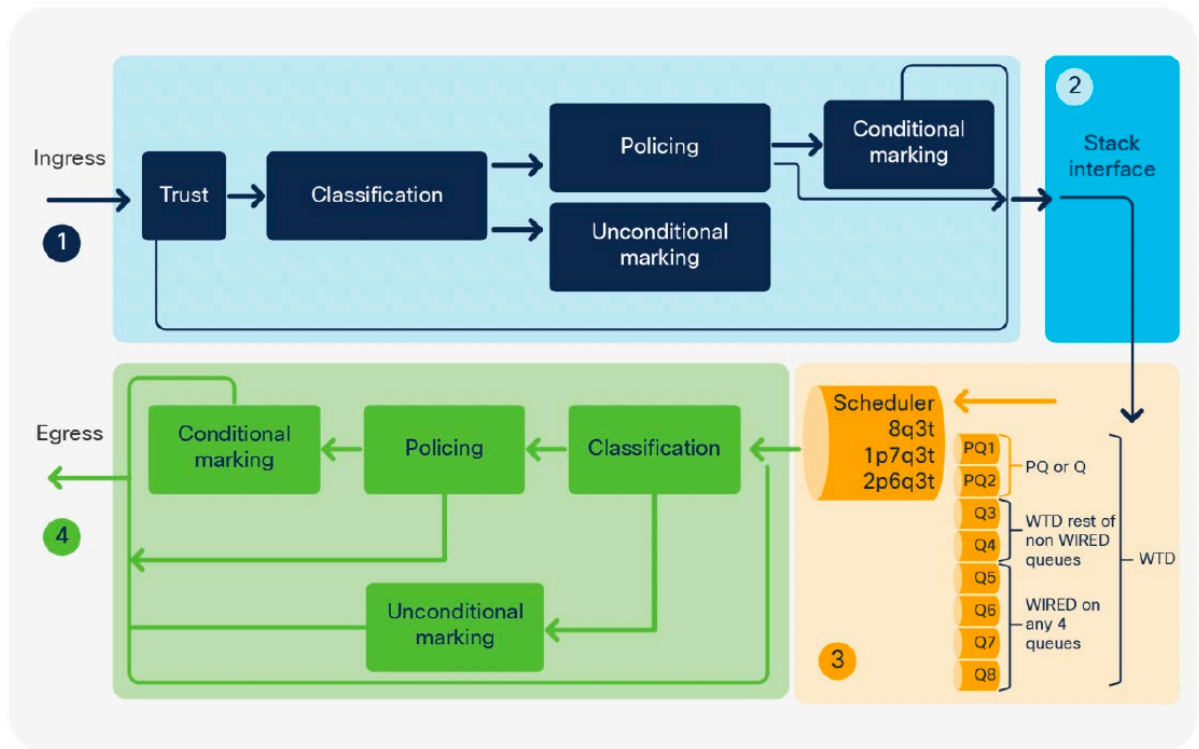 Ingress
1
Trust
Classification
Policing
Unconditional
marking
Conditional
marking
2
Stack
interface
Egress
4
Conditional
marking
Policing
Classification
Unconditional
marking
Scheduler
8q3t
1p7q3t
2p6q3t
PQ1
PQ2
Q3
Q4
Q5
Q6
Q7
Q8
PQ or Q
WTD rest of
non WIRED
queues
WIRED on
any 4
queues
WTD
3